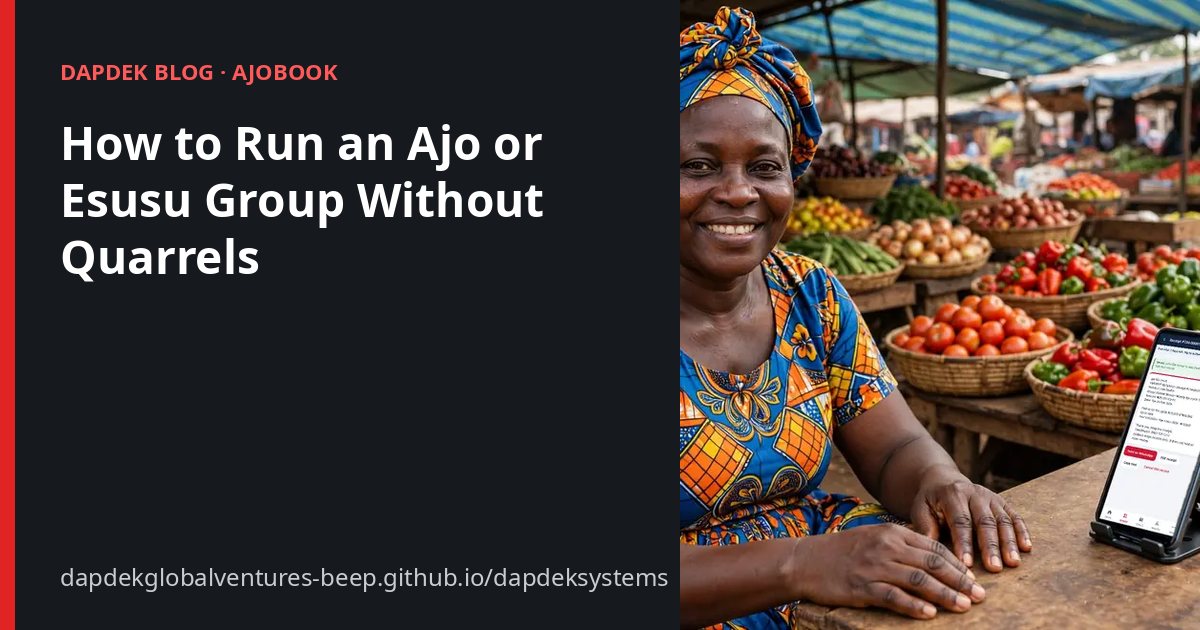 DAPDEK BLOG · AJOBOOK
How to Run an Ajo or
Esusu Group Without
Quarrels
dapdekglobalventures-beep.github.io/dapdeksystems